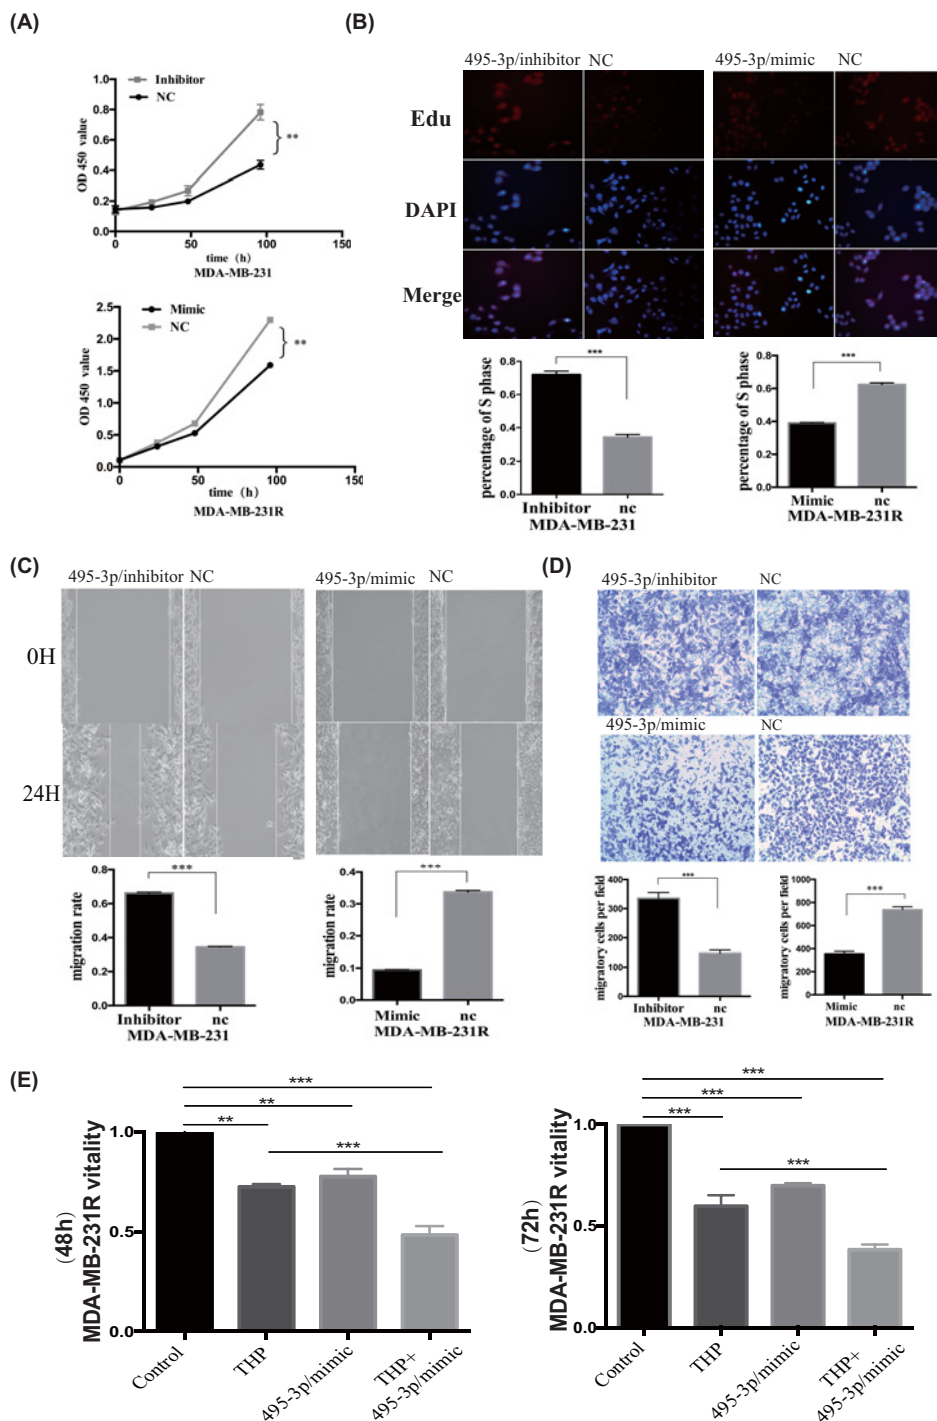 (A)
Inhibitor
NC
OD 450 value
1.0
0.8
0.6
0.4
0.2
0.0
**
0 50 100 150
time (h)
MDA-MB-231
Mimic
NC
OD 450 value
2.5
2.0
1.5
1.0
0.5
0.0
**
0 50 100 150
time (h)
MDA-MB-231R
(B)
495-3p/inhibitor NC
495-3p/mimic NC
Edu
DAPI
Merge
percentage of S phase
0.8
0.6
0.4
0.2
0.0
***
Inhibitor nc
MDA-MB-231
percentage of S phase
0.8
0.6
0.4
0.2
0.0
***
Mimic nc
MDA-MB-231R
(C)
495-3p/inhibitor NC
495-3p/mimic NC
0H
24H
migration rate
0.8
0.6
0.4
0.2
0.0
***
Inhibitor nc
MDA-MB-231
migration rate
0.4
0.3
0.2
0.1
0.0
***
Mimic nc
MDA-MB-231R
(D)
495-3p/inhibitor NC
495-3p/mimic NC
migratory cells per field
400
300
200
100
0
***
Inhibitor nc
MDA-MB-231
migratory cells per field
1000
800
600
400
200
0
***
Mimic nc
MDA-MB-231R
(E)
(48h)
MDA-MB-231R vitality
1.0
0.5
0.0
***
**
**
***
Control
THP
495-3p/mimic
THP+
495-3p/mimic
(72h)
MDA-MB-231R vitality
1.0
0.5
0.0
***
***
***
***
Control
THP
495-3p/mimic
THP+
495-3p/mimic